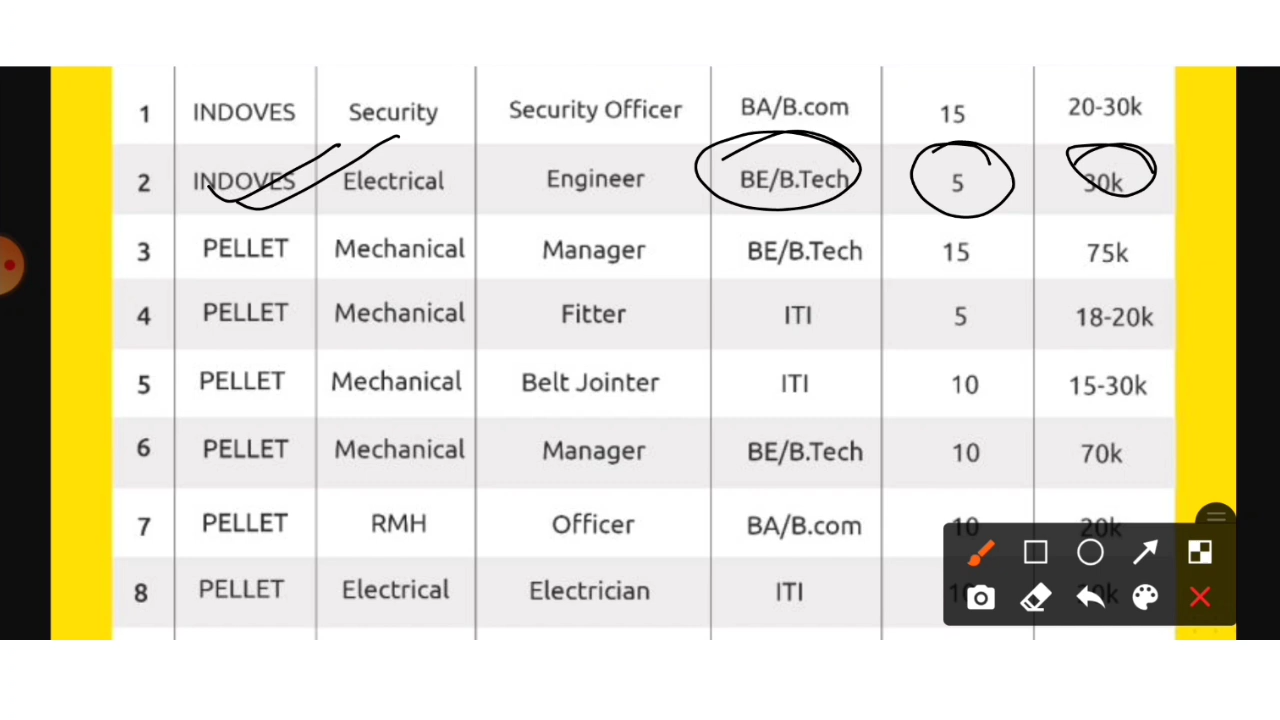 1 INDOVES Security Security Officer BA/B.com 15 20-30k
2 INDOVES Electrical Engineer BE/B.Tech 5 30k
3 PELLET Mechanical Manager BE/B.Tech 15 75k
4 PELLET Mechanical Fitter ITI 5 18-20k
5 PELLET Mechanical Belt Jointer ITI 10 15-30k
6 PELLET Mechanical Manager BE/B.Tech 10 70k
7 PELLET RMH Officer BA/B.com 10 20k
8 PELLET Electrical Electrician ITI